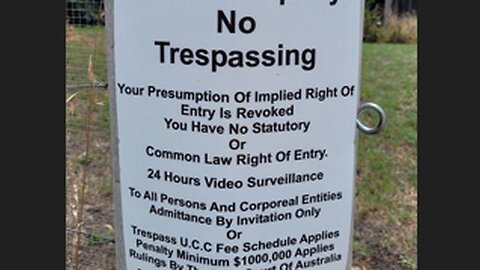 No
Trespassing
Your Presumption Of Implied Right Of
Entry Is Revoked
You Have No Statutory
Or
Common Law Right Of Entry.
24 Hours Video Surveillance
To All Persons And Corporeal Entities
Admittance By Invitation Only
Or
Trespass U.C.C Fee Schedule Applies
Penalty Minimum $1000,000 Applies
Rulings By The Court Of Australia